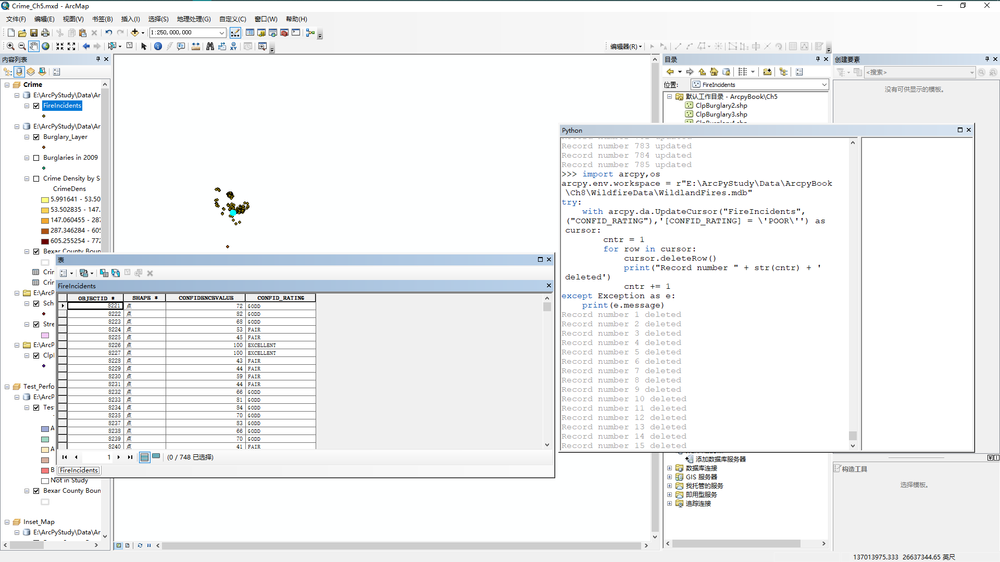 Crime_Ch5.mxd - ArcMap
文件(F) 编辑(E) 视图(V) 书签(B) 插入(I) 选择(S) 地理处理(G) 自定义(C) 窗口(W) 帮助(H)
1:250,000,000
编辑器(R)
内容列表
Crime
E:\ArcPyStudy\Data\Ar
FireIncidents
E:\ArcPyStudy\Data\Ar
Burglary_Layer
Burglaries in 2009
Crime Density by S
CrimeDens
5.991641 - 53.50
53.502835 - 147.
147.060455 - 287
287.346284 - 605
605.255254 - 772
Bexar County Boun
Crin
Crin
E:\ArcP
Sch
Stre
E:\ArcP
Clp
Test_Perfo
E:\ArcP
Tes
A
A
B
Not in Study
Bexar County Boun
Inset_Map
E:\ArcPyStudy\Data\Ar
表
FireIncidents
OBJECTID * SHAPE * CONFIDENCEVALUE CONFID_RATING
8221 点 72 GODD
8222 点 82 GODD
8223 点 68 GODD
8224 点 53 FAIR
8225 点 45 FAIR
8226 点 100 EXCELLENT
8227 点 100 EXCELLENT
8228 点 43 FAIR
8229 点 44 FAIR
8230 点 59 FAIR
8231 点 44 FAIR
8232 点 66 GODD
8233 点 81 GODD
8234 点 84 GODD
8235 点 70 GODD
8237 点 83 GODD
8238 点 66 GODD
8239 点 70 GODD
8240 点 41 FAIR
1 (0 / 748 已选择)
FireIncidents
目录
位置: FireIncidents
默认工作目录 - ArcpyBook\Ch5
ClpBurglary2.shp
ClpBurglary3.shp
ClpBurglary4.shp
添加数据库服务器
数据库连接
GIS 服务器
我托管的服务
即用型服务
追踪连接
创建要素
<搜索>
没有可供显示的模板。
构造工具
选择模板。
Python
Record number 783 updated
Record number 784 updated
Record number 785 updated
>>> import arcpy,os
arcpy.env.workspace = r"E:\ArcPyStudy\Data\ArcpyBook
\Ch8\WildfireData\WildlandFires.mdb"
try:
with arcpy.da.UpdateCursor("FireIncidents",
("CONFID_RATING"),'[CONFID_RATING] = \'POOR\'') as
cursor:
cntr = 1
for row in cursor:
cursor.deleteRow()
print("Record number " + str(cntr) + '
deleted')
cntr += 1
except Exception as e:
print(e.message)
Record number 1 deleted
Record number 2 deleted
Record number 3 deleted
Record number 4 deleted
Record number 5 deleted
Record number 6 deleted
Record number 7 deleted
Record number 8 deleted
Record number 9 deleted
Record number 10 deleted
Record number 11 deleted
Record number 12 deleted
Record number 13 deleted
Record number 14 deleted
Record number 15 deleted
137013975.333 26637344.65 英尺